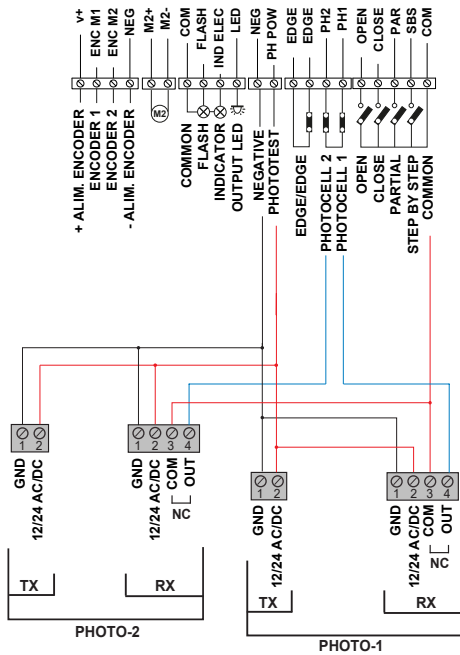 v+
ENC M1
ENC M2
NEG
M2+
M2-
COM
FLASH
IND ELEC
LED
NEG
PH POW
EDGE
EDGE
PH2
PH1
OPEN
CLOSE
PAR
SBS
COM
M2
+ ALIM. ENCODER
ENCODER 1
ENCODER 2
- ALIM. ENCODER
COMMON
FLASH
INDICATOR
OUTPUT LED
NEGATIVE
PHOTOTEST
EDGE/EDGE
PHOTOCELL 2
PHOTOCELL 1
OPEN
CLOSE
PARTIAL
STEP BY STEP
COMMON
1 2
GND
12/24 AC/DC
TX
1 2 3 4
GND
12/24 AC/DC
COM
OUT
NC
RX
PHOTO-2
1 2
GND
12/24 AC/DC
TX
1 2 3 4
GND
12/24 AC/DC
COM
OUT
NC
RX
PHOTO-1